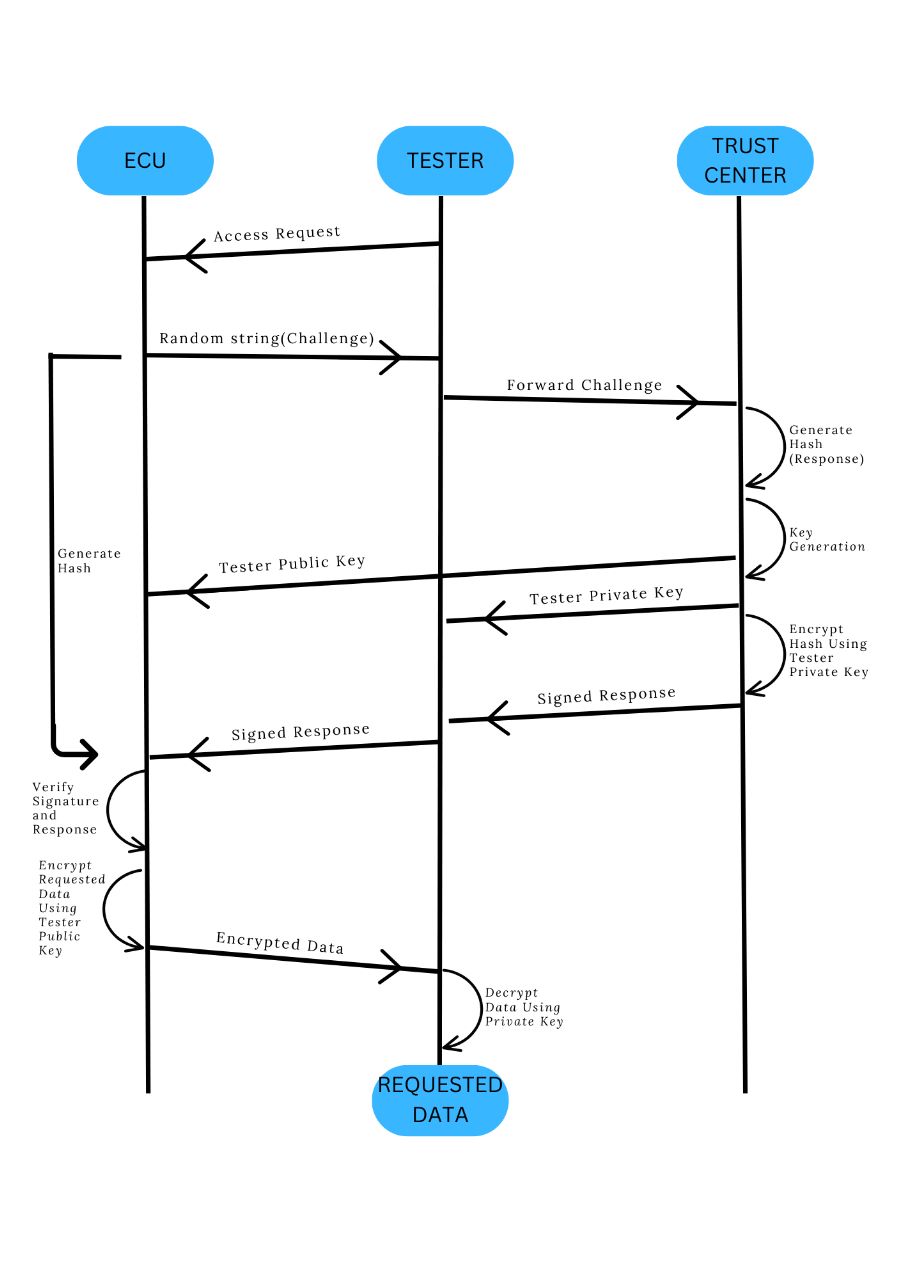 ECU
TESTER
TRUST
CENTER
Access Request
Random string(Challenge)
Forward Challenge
Generate
Hash
(Response)
Key
Generation
Generate
Hash
Tester Public Key
Tester Private Key
Encrypt
Hash Using
Tester
Private Key
Signed Response
Signed Response
Verify
Signature
and
Response
Encrypt
Requested
Data
Using
Tester
Public
Key
Encrypted Data
Decrypt
Data Using
Private Key
REQUESTED
DATA